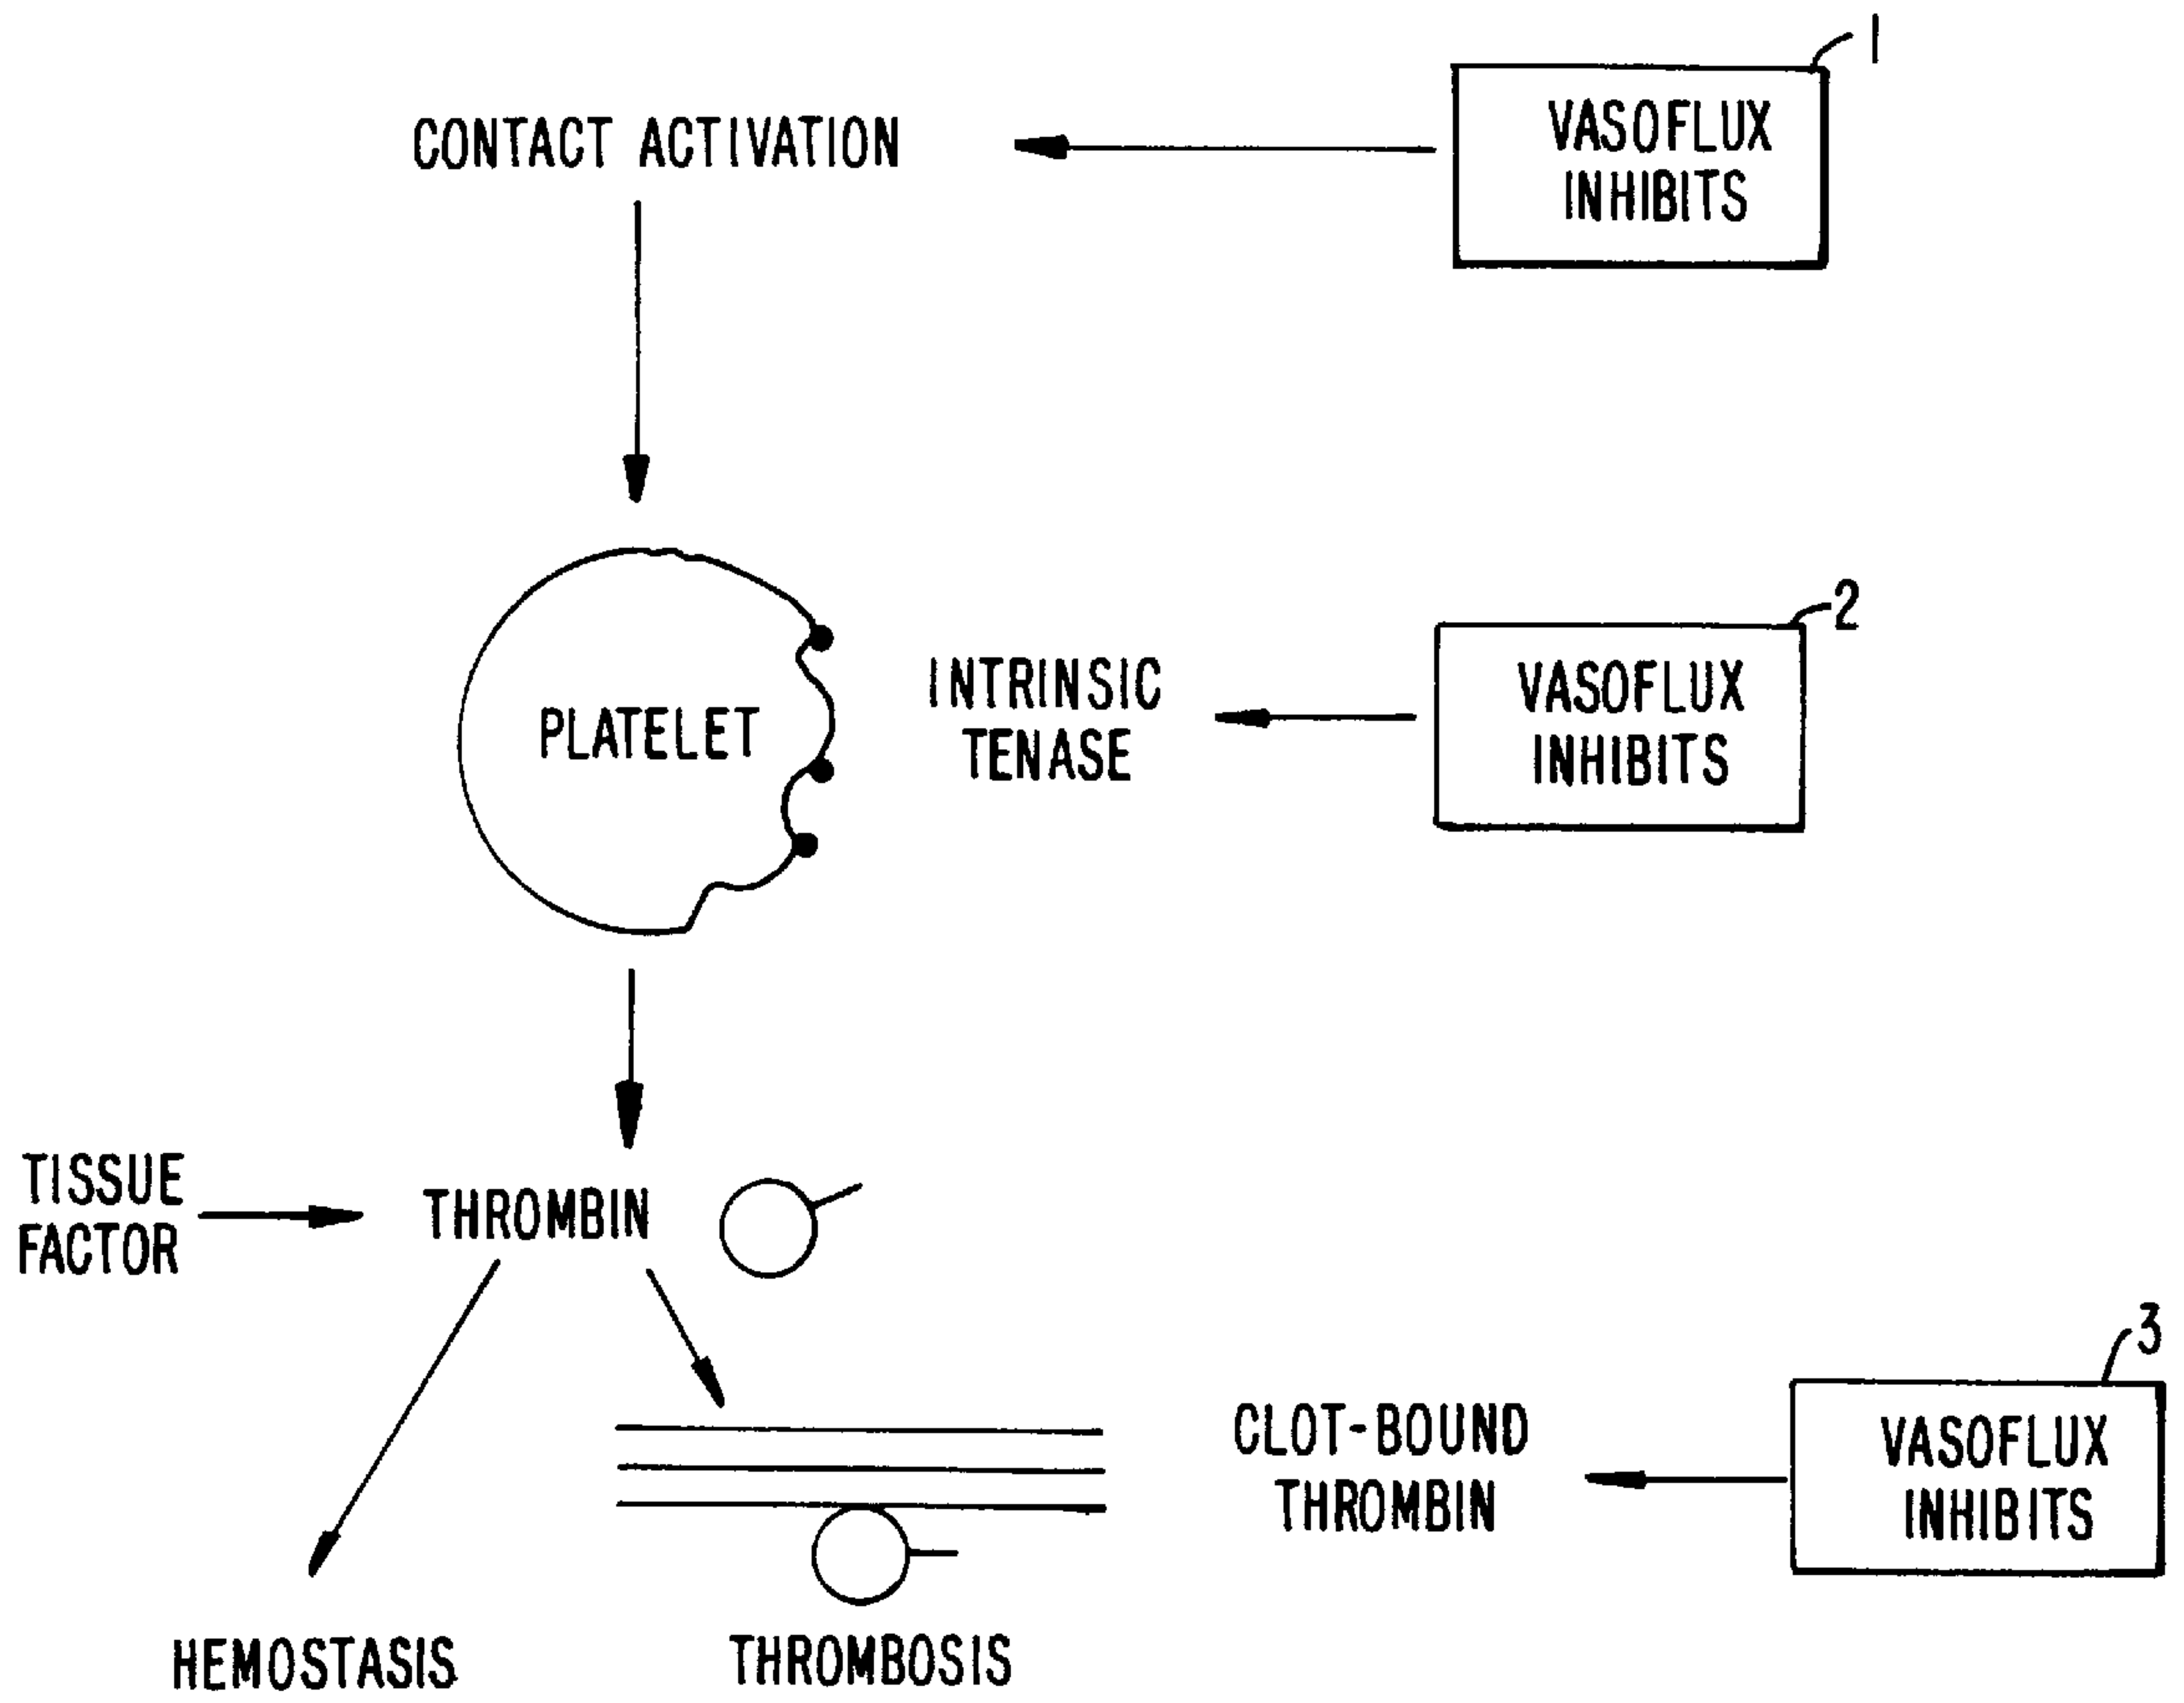 1
CONTACT ACTIVATION
VASOFLUX
INHIBITS
2
PLATELET
INTRINSIC
TENASE
VASOFLUX
INHIBITS
TISSUE
FACTOR
THROMBIN
3
CLOT-BOUND
THROMBIN
VASOFLUX
INHIBITS
HEMOSTASIS
THROMBOSIS